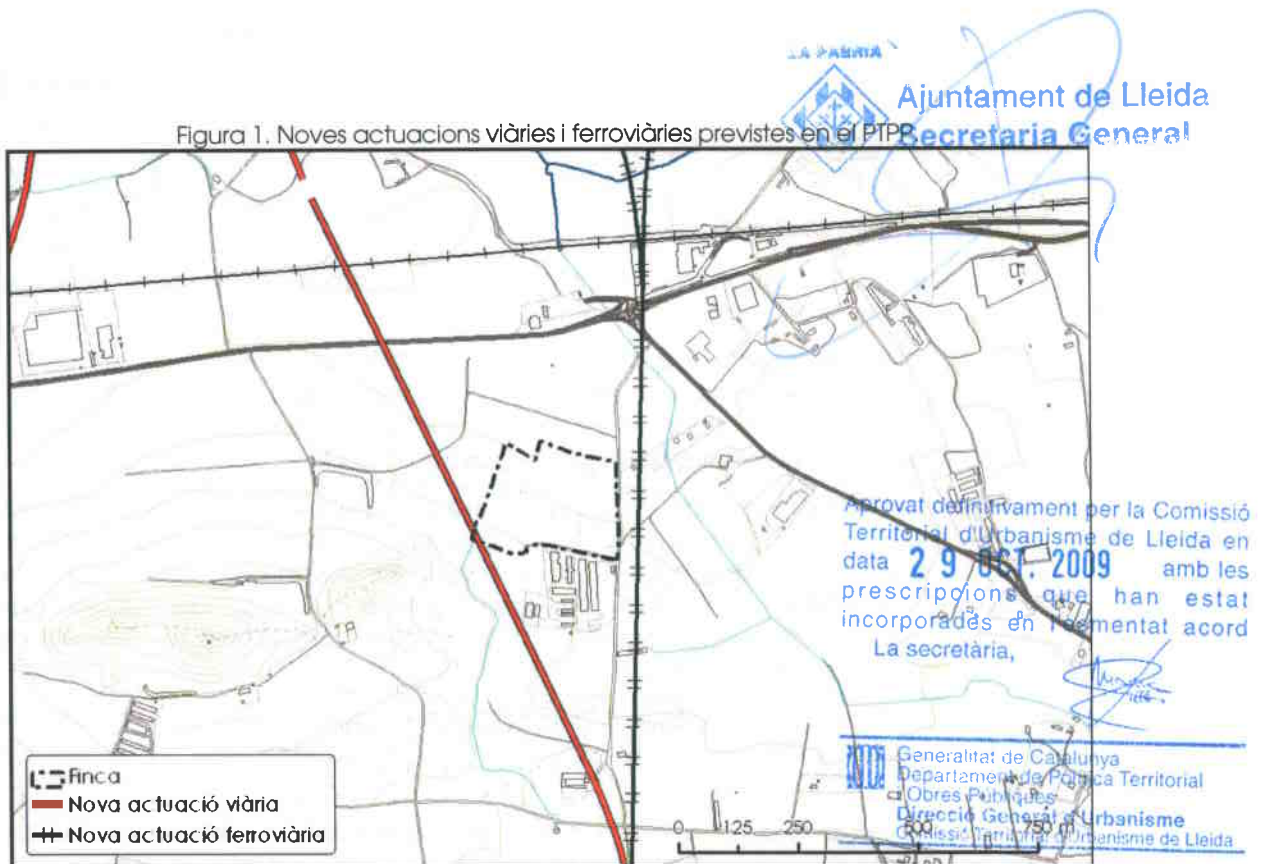 LA PAERIA
Ajuntament de Lleida
Secretaria General
Figura 1. Noves actuacions viàries i ferroviàries previstes en el PTPP
Aprovat definitivament per la Comissió
Territorial d'Urbanisme de Lleida en
data 29 OCT. 2009 amb les
prescripcions que han estat
incorporades en l'esmentat acord
La secretària,
Generalitat de Catalunya
Departament de Política Territorial
i Obres Públiques
Direcció General d'Urbanisme
Comissió Territorial d'Urbanisme de Lleida
Finca
Nova actuació viària
Nova actuació ferroviària
0 125 250 500 750 m